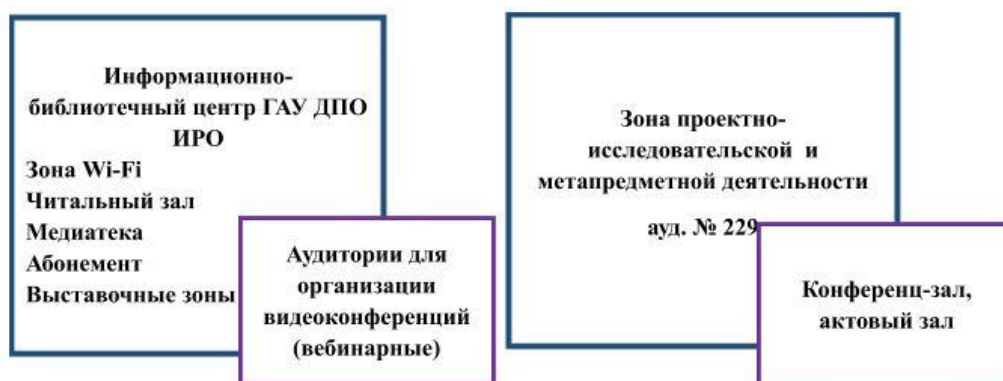 Информационно-
библиотечный центр ГАУ ДПО
ИРО
Зона Wi-Fi
Читальный зал
Медиатека
Абонемент
Выставочные зоны
Аудитории для
организации
видеоконференций
(вебинарные)
Зона проектно-
исследовательской и
метапредметной деятельности
ауд. № 229
Конференц-зал,
актовый зал